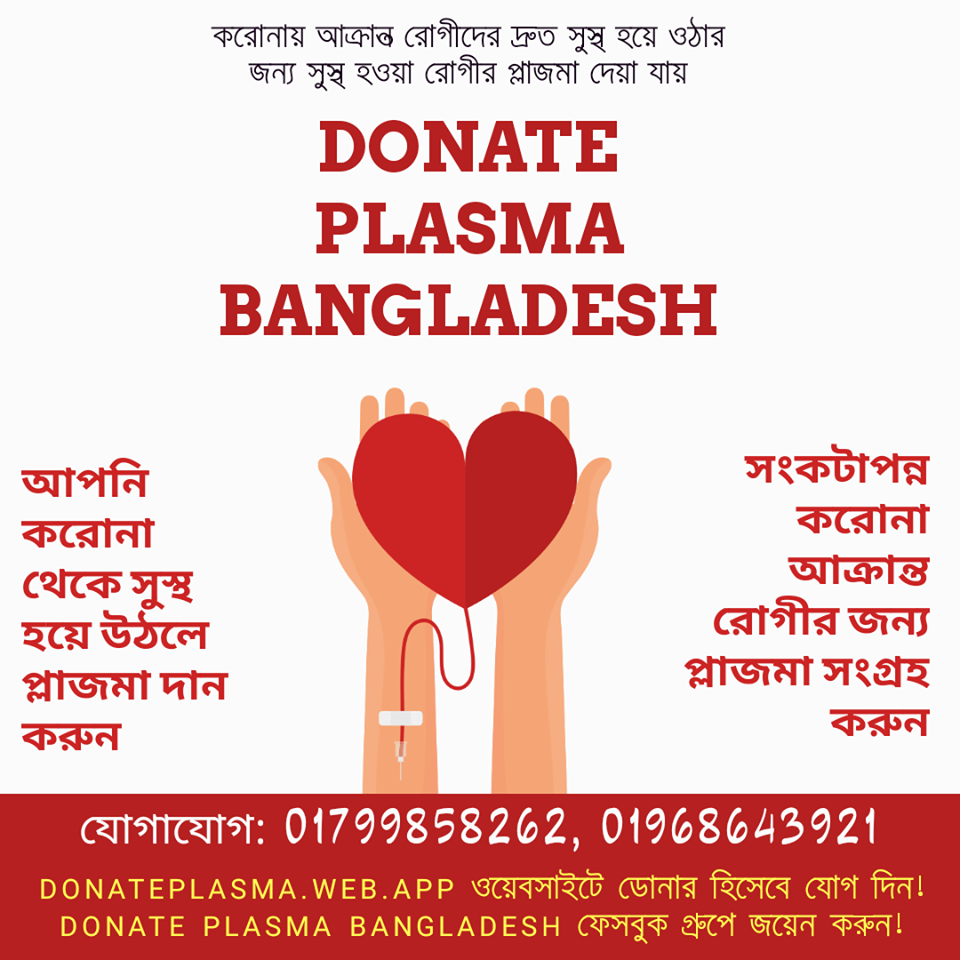 করোনায় আক্রান্ত রোগীদের দ্রুত সুস্থ হয়ে ওঠার
জন্য সুস্থ হওয়া রোগীর প্লাজমা দেয়া যায়
DONATE
PLASMA
BANGLADESH
আপনি
করোনা
থেকে সুস্থ
হয়ে উঠলে
প্লাজমা দান
করুন
সংকটাপন্ন
করোনা
আক্রান্ত
রোগীর জন্য
প্লাজমা সংগ্রহ
করুন
যোগাযোগ: 01799858262, 01968643921
DONATEPLASMA.WEB.APP ওয়েবসাইটে ডোনার হিসেবে যোগ দিন!
DONATE PLASMA BANGLADESH ফেসবুক গ্রুপে জয়েন করুন!